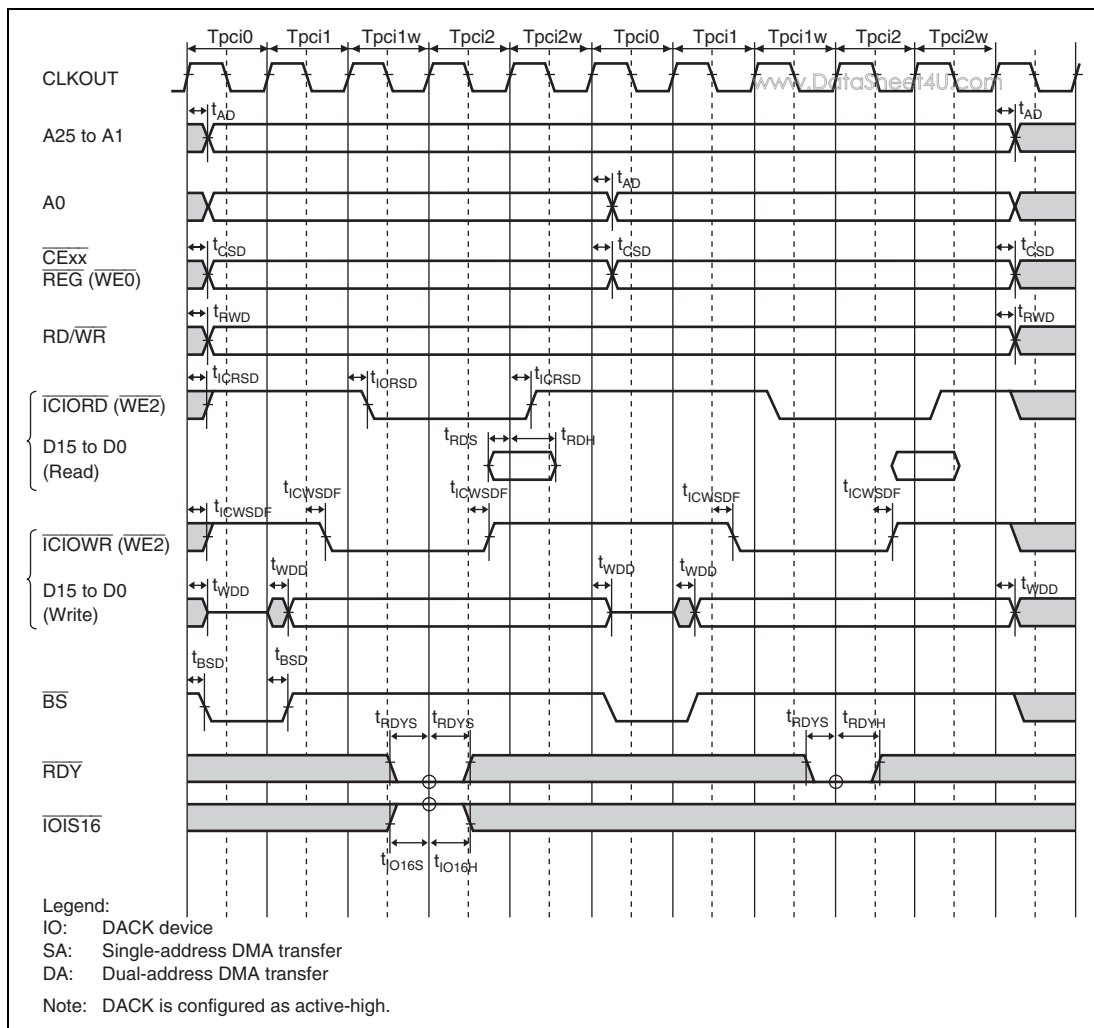 Tpci0 Tpci1 Tpci1w Tpci2 Tpci2w Tpci0 Tpci1 Tpci1w Tpci2 Tpci2w
CLKOUT
www.DataSheet4U.com
tAD tAD
A25 to A1
tAD
A0
tCSD tCSD tCSD
CExx
REG (WE0)
tRWD tRWD
RD/WR
tICRSD tIORSD tICRSD
ICIORD (WE2)
tRDS tRDH
D15 to D0
(Read)
tICWSDF tICWSDF tICWSDF tICWSDF
ICIOWR (WE2)
tWDD tWDD tWDD tWDD tWDD
D15 to D0
(Write)
tBSD tBSD
BS
tRDYS tRDYS tRDYS tRDYH
RDY
IOIS16
tIO16S tIO16H
Legend:
IO: DACK device
SA: Single-address DMA transfer
DA: Dual-address DMA transfer
Note: DACK is configured as active-high.